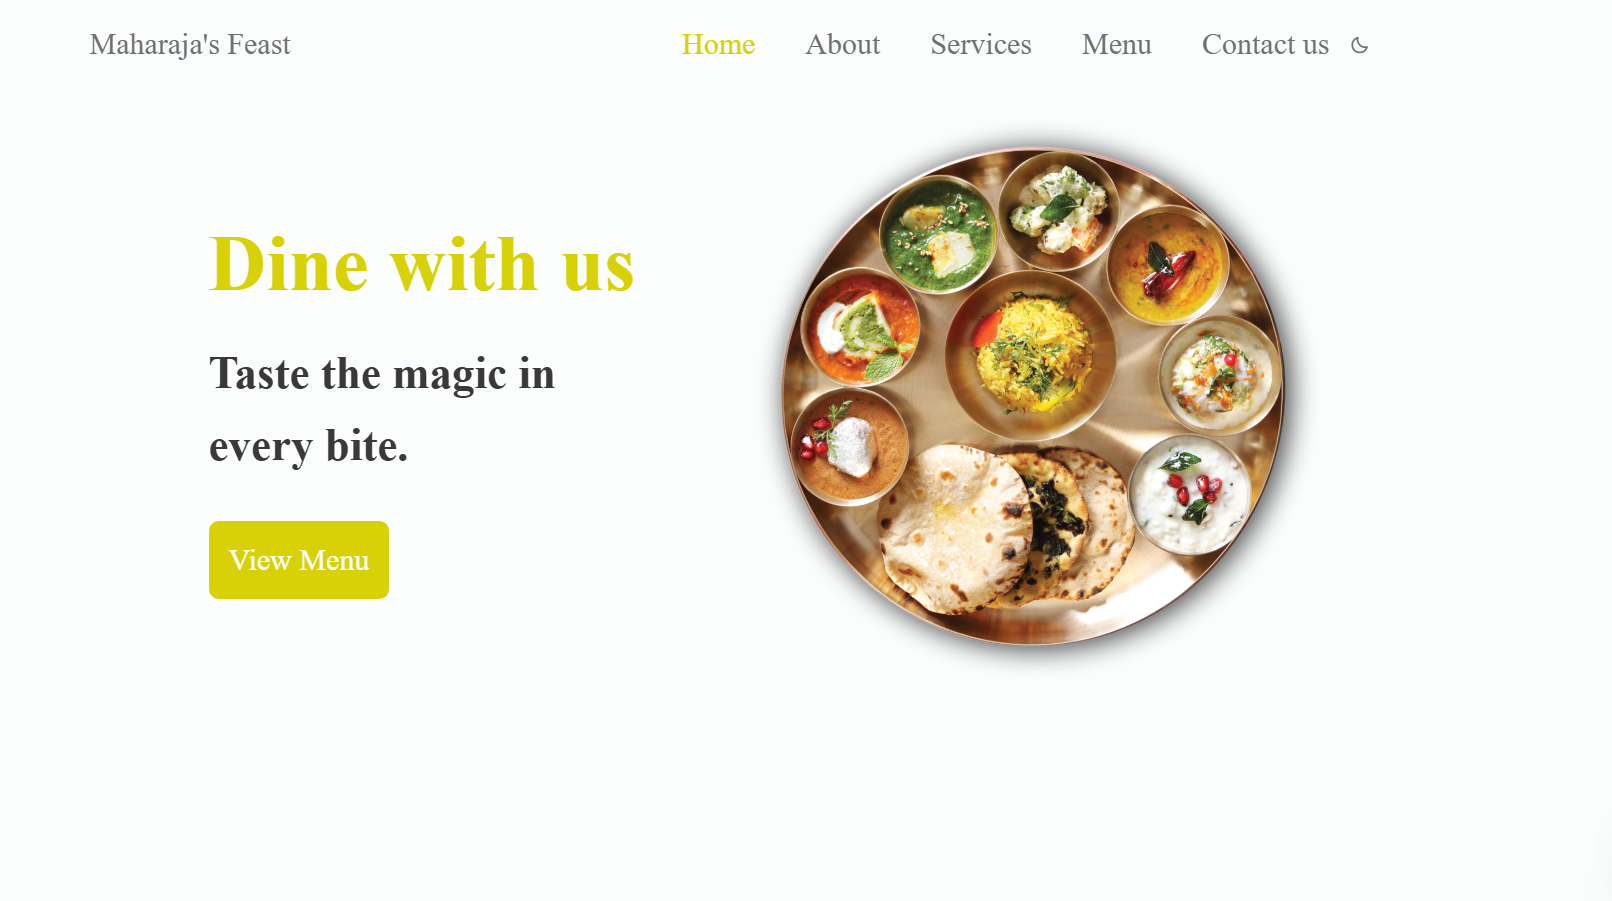 Maharaja's Feast
Home About Services Menu Contact us
Dine with us
Taste the magic in
every bite.
View Menu